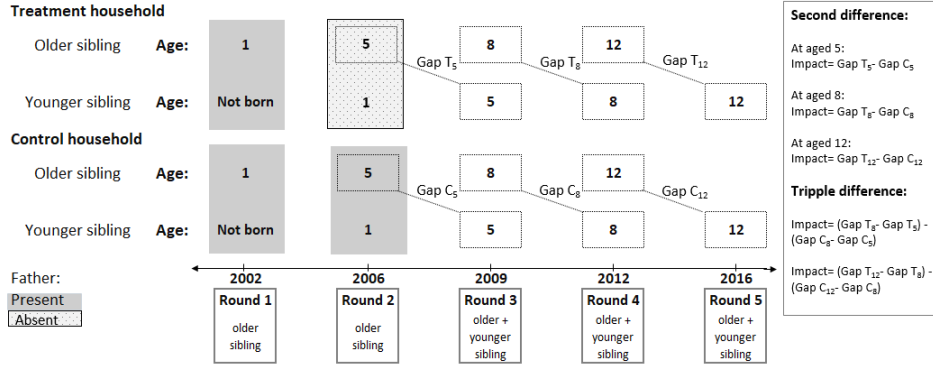 Treatment household
Older sibling Age: 1 5 8 12
Gap T5 Gap T8 Gap T12
Younger sibling Age: Not born 1 5 8 12
Control household
Older sibling Age: 1 5 8 12
Gap C5 Gap C8 Gap C12
Younger sibling Age: Not born 1 5 8 12
Father:
Present
Absent
2002 2006 2009 2012 2016
Round 1
older
sibling
Round 2
older
sibling
Round 3
older +
younger
sibling
Round 4
older +
younger
sibling
Round 5
older +
younger
sibling
Second difference:
At aged 5:
Impact= Gap T5- Gap C5
At aged 8:
Impact= Gap T8- Gap C8
At aged 12:
Impact= Gap T12- Gap C12
Tripple difference:
Impact= (Gap T8- Gap T5) -
(Gap C8- Gap C5)
Impact= (Gap T12- Gap T8) -
(Gap C12- Gap C8)